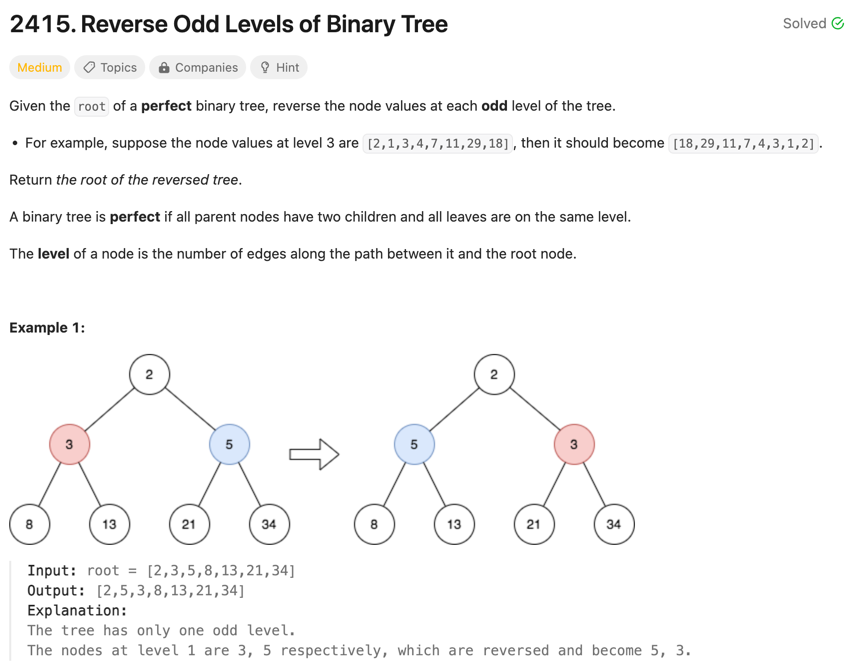 2415. Reverse Odd Levels of Binary Tree
Solved
Medium Topics Companies Hint
Given the root of a perfect binary tree, reverse the node values at each odd level of the tree.
• For example, suppose the node values at level 3 are [2,1,3,4,7,11,29,18], then it should become [18,29,11,7,4,3,1,2].
Return the root of the reversed tree.
A binary tree is perfect if all parent nodes have two children and all leaves are on the same level.
The level of a node is the number of edges along the path between it and the root node.
Example 1:
2 2
3 5 5 3
8 13 21 34 8 13 21 34
Input: root = [2,3,5,8,13,21,34]
Output: [2,5,3,8,13,21,34]
Explanation:
The tree has only one odd level.
The nodes at level 1 are 3, 5 respectively, which are reversed and become 5, 3.